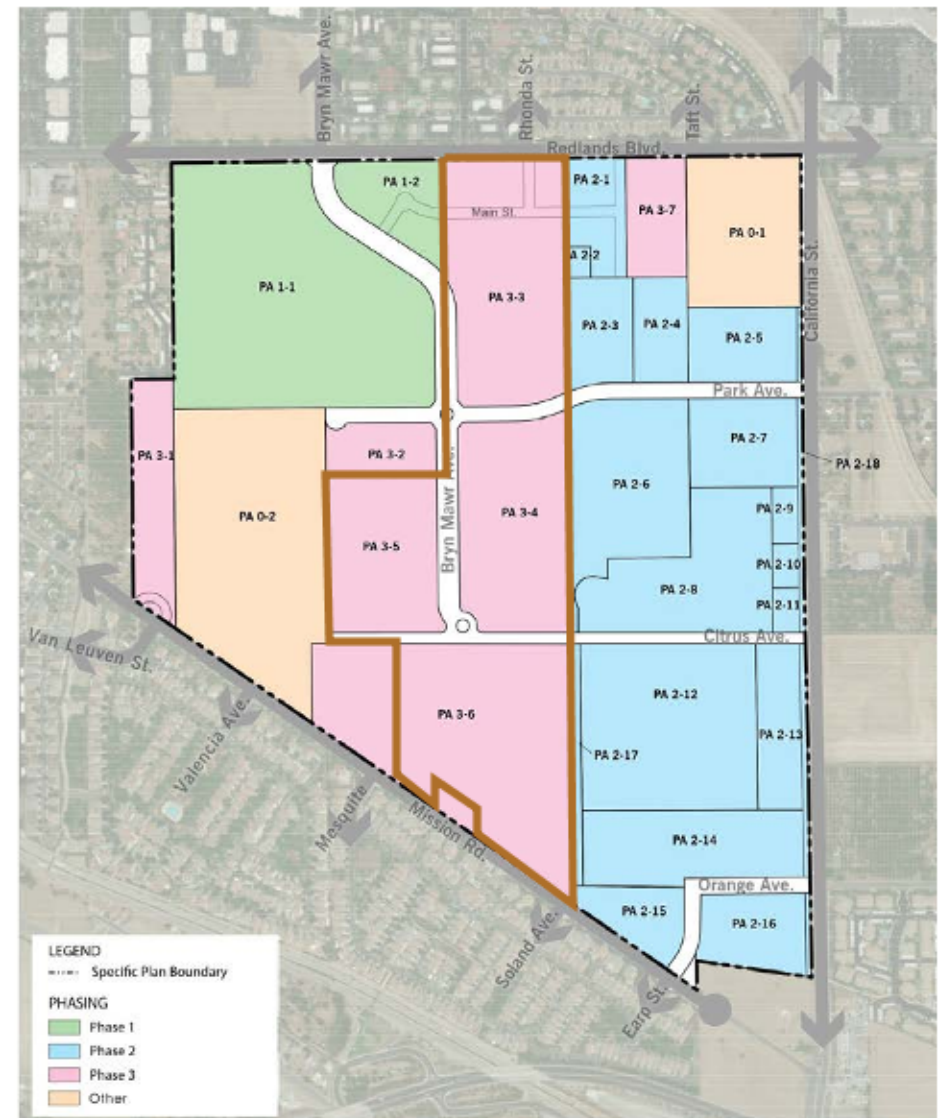 Bryn Mawr Ave.
Rhonda St.
Taft St.
Redlands Blvd.
PA 1-2
PA 2-1
Main St.
PA 3-7
PA 0-1
A 2-2
California St.
PA 1-1
PA 3-3
PA 2-3
PA 2-4
PA 2-5
Park Ave.
PA 3-1
PA 3-2
PA 2-7
PA 2-18
PA 2-6
PA 0-2
PA 3-4
PA 2-9
Bryn Mawr Ave.
PA 3-5
PA 2-10
PA 2-8
PA 2-11
Citrus Ave.
Van Leuven St.
PA 2-12
PA 3-6
PA 2-13
PA 2-17
Valencia Ave.
Mesquite
Mission Rd.
PA 2-14
Orange Ave.
PA 2-15
PA 2-16
Soland Ave.
Earp St.
LEGEND
Specific Plan Boundary
PHASING
Phase 1
Phase 2
Phase 3
Other